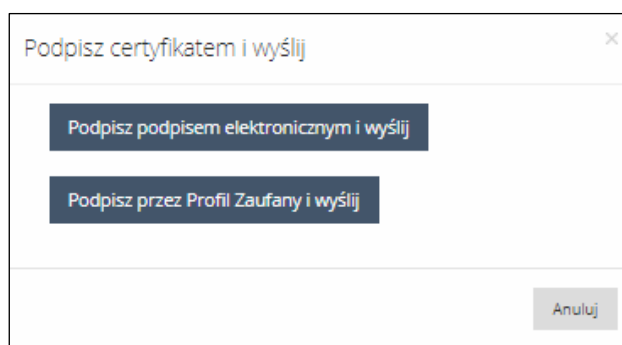 Podpisz certyfikatem i wyślij
×
Podpisz podpisem elektronicznym i wyślij
Podpisz przez Profil Zaufany i wyślij
Anuluj